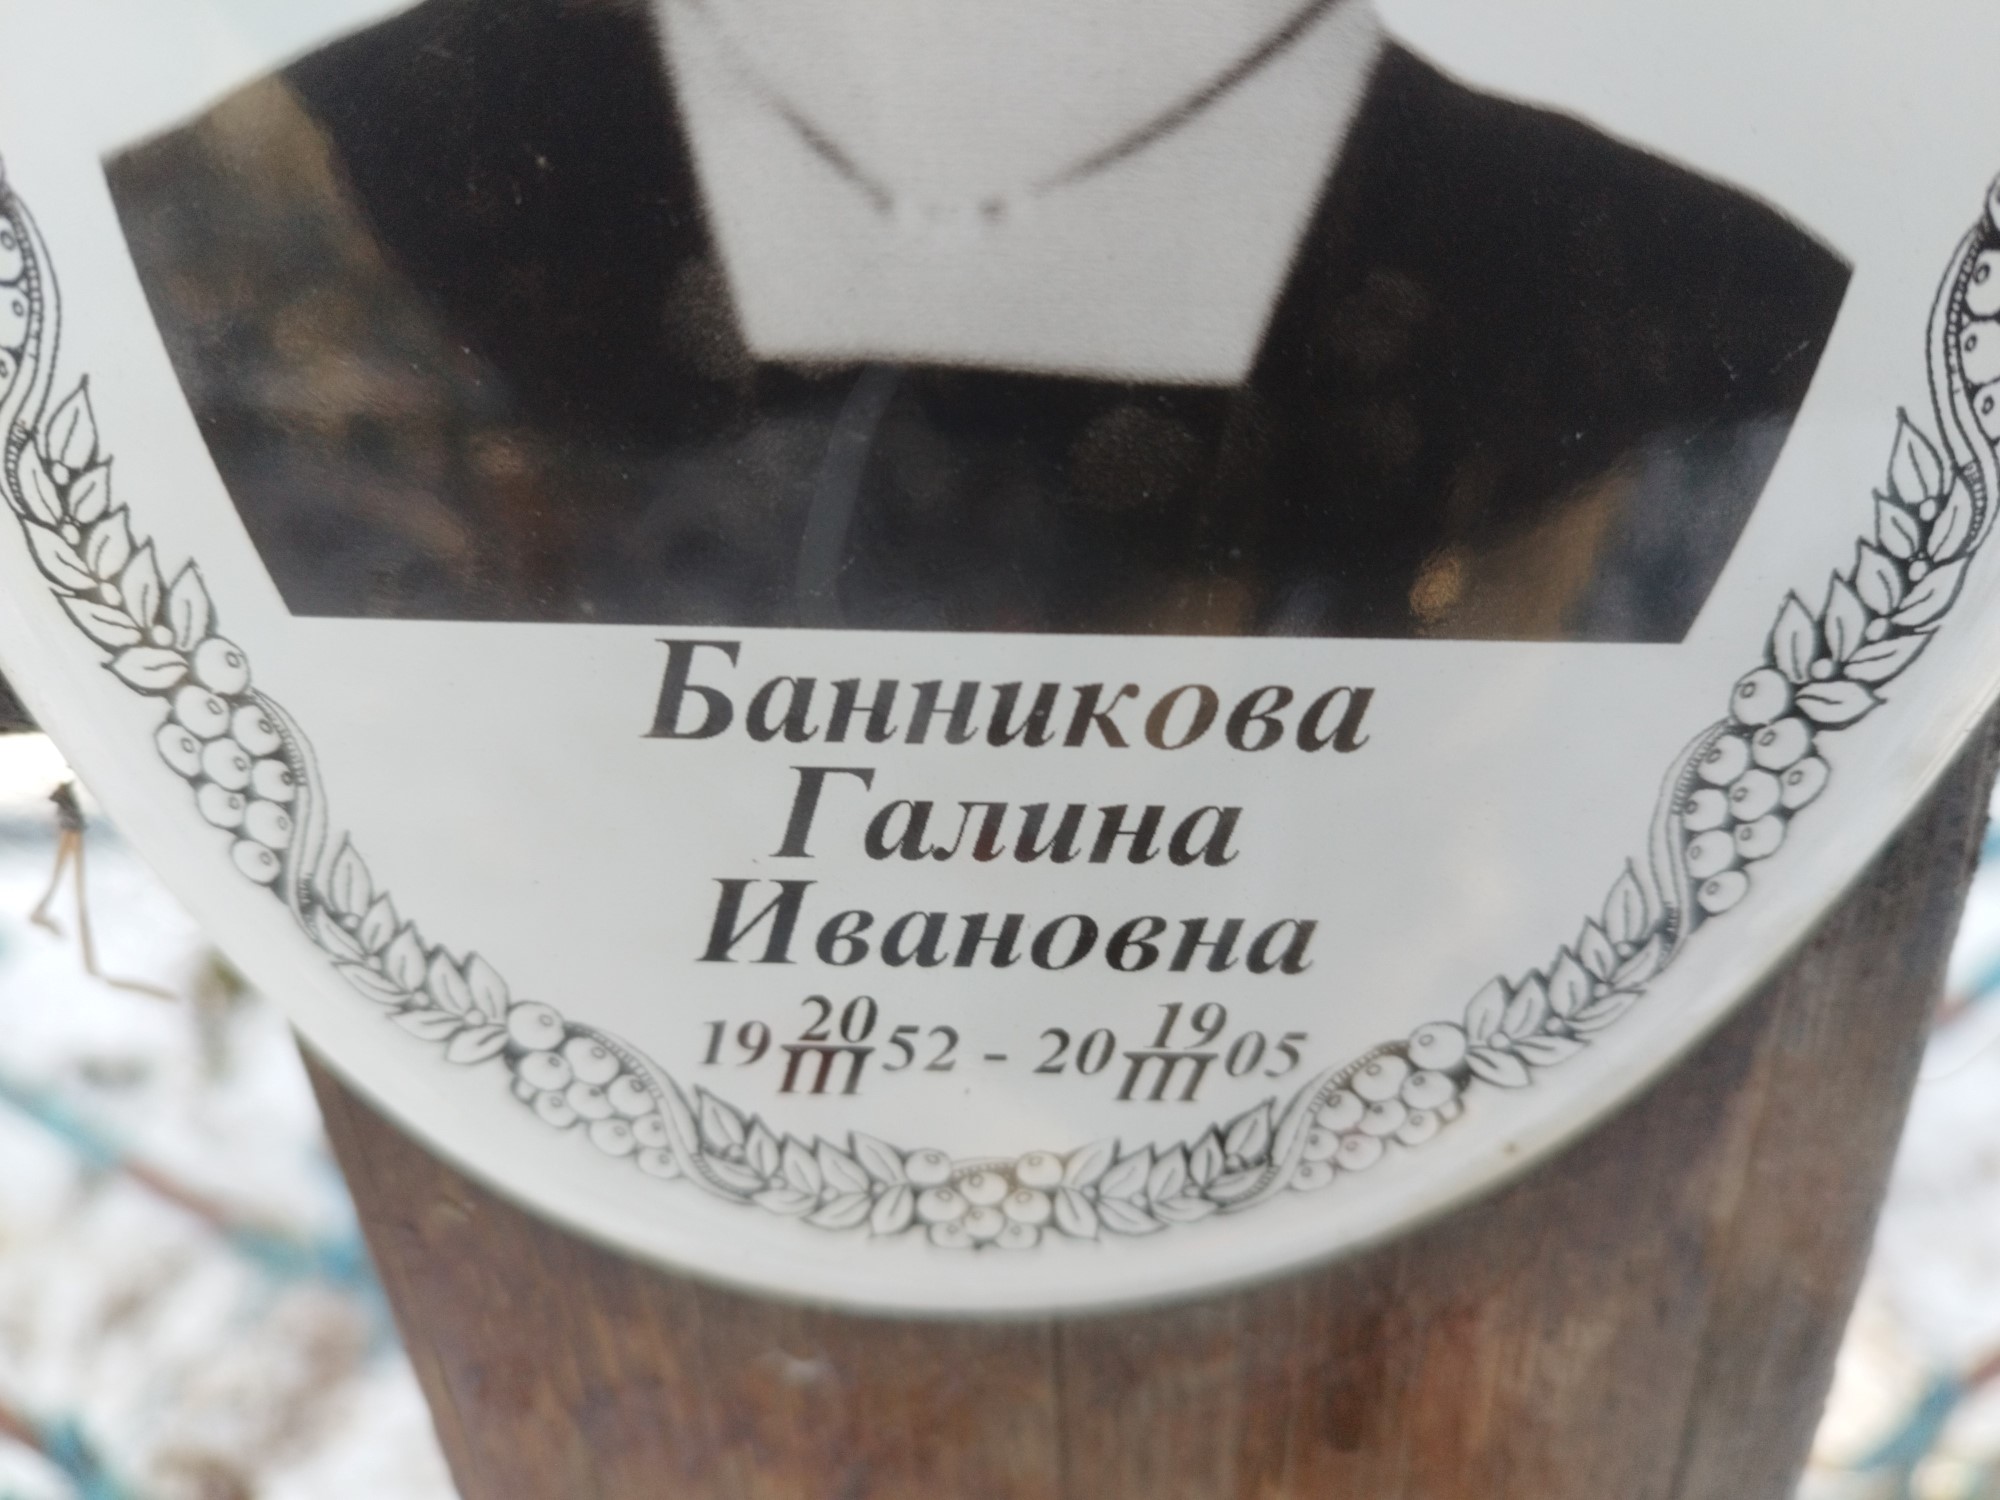 Банникова
Галина
Ивановна
19 20/III 52 - 20 19/III 05